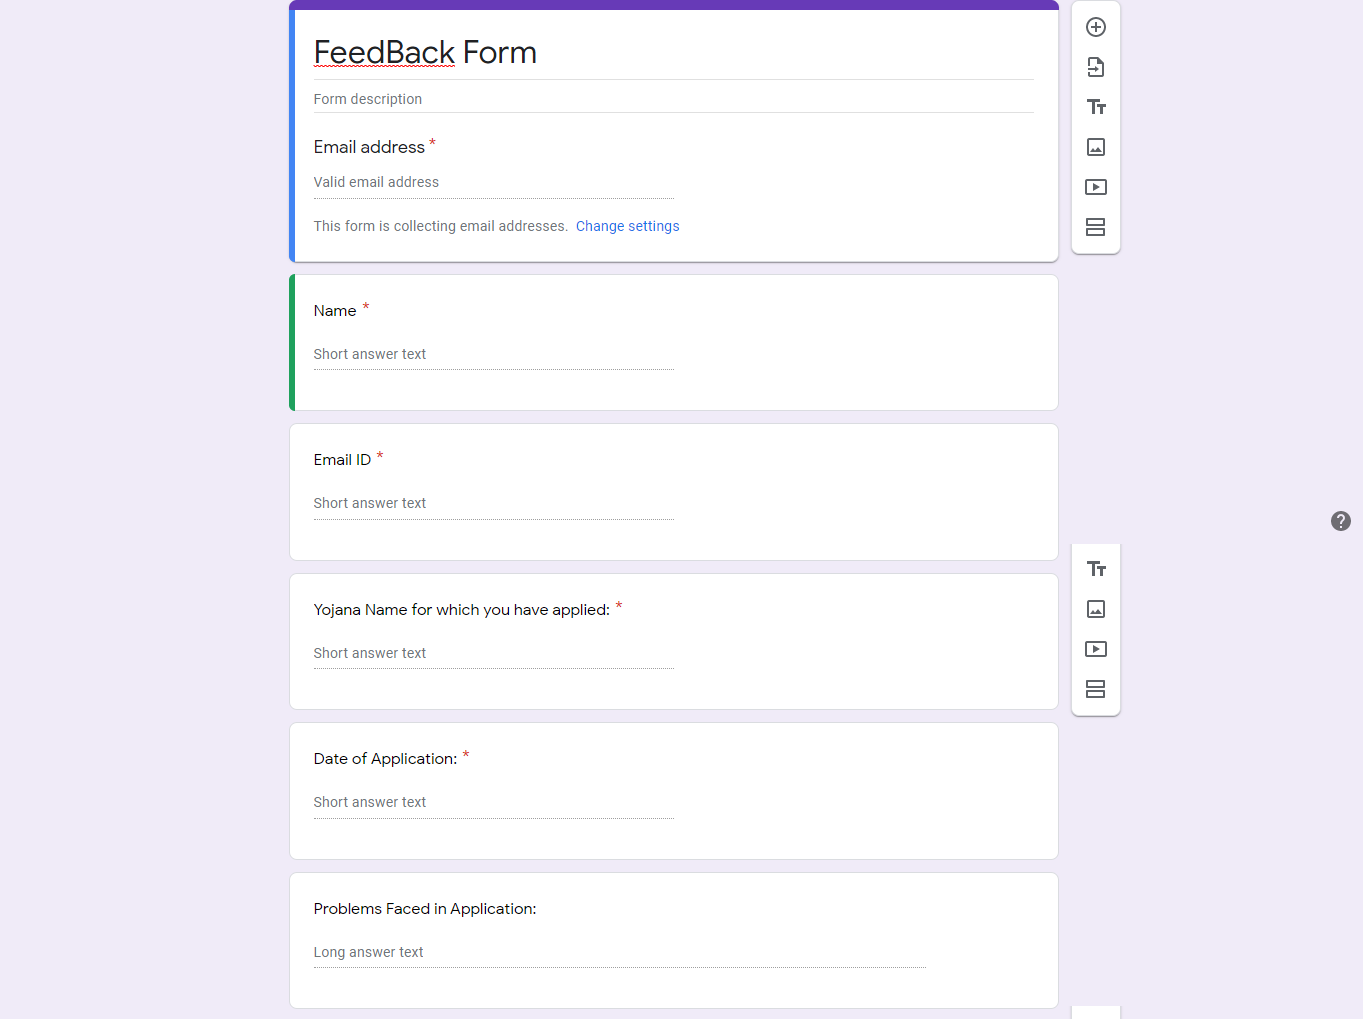 FeedBack Form
Form description
Email address *
Valid email address
This form is collecting email addresses. Change settings
Name *
Short answer text
Email ID *
Short answer text
Yojana Name for which you have applied: *
Short answer text
Date of Application: *
Short answer text
Problems Faced in Application:
Long answer text